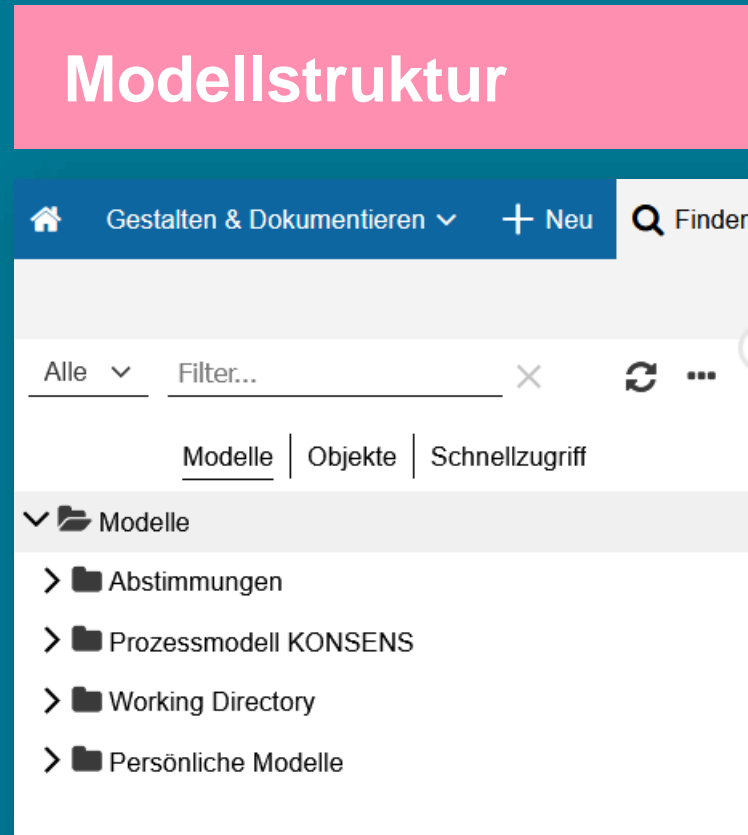 Modellstruktur
Gestalten & Dokumentieren Neu Finden
Alle Filter...
Modelle Objekte Schnellzugriff
Modelle
Abstimmungen
Prozessmodell KONSENS
Working Directory
Persönliche Modelle